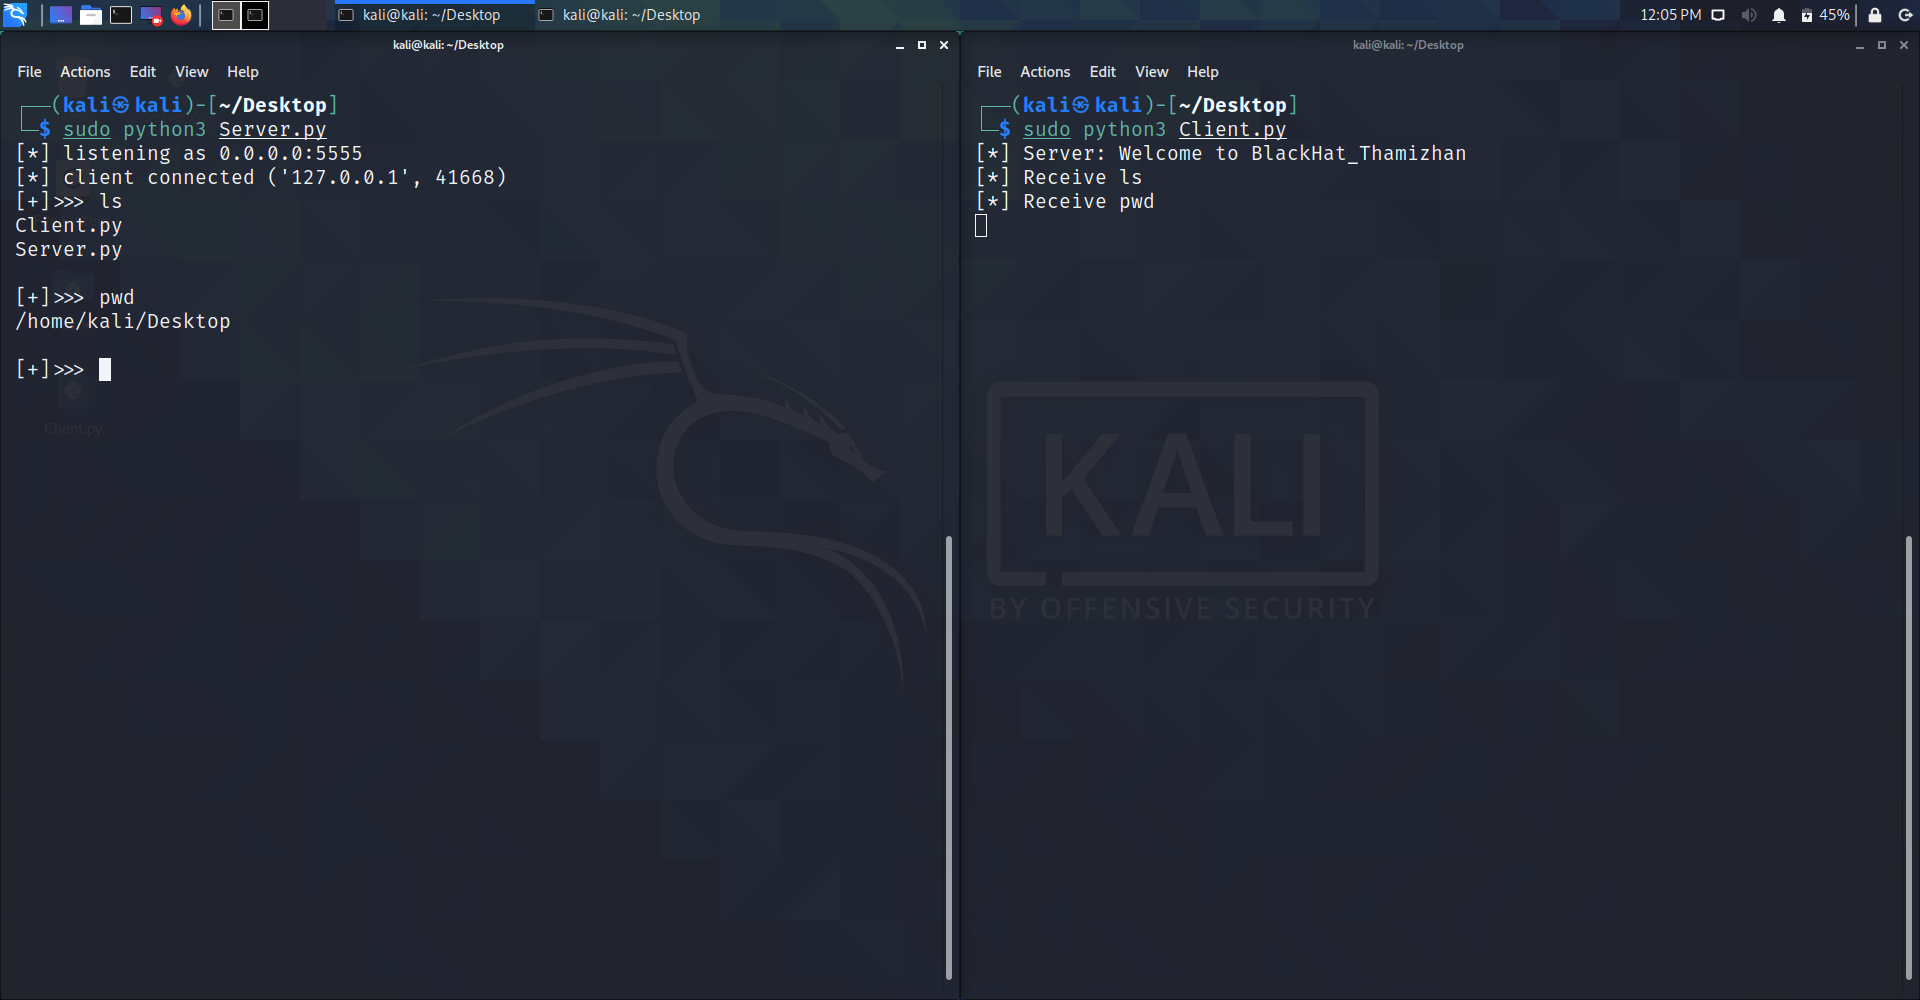 kali@kali: ~/Desktop
kali@kali: ~/Desktop
12:05 PM
45%
kali@kali: ~/Desktop
File Actions Edit View Help
┌──(kali㉿kali)-[~/Desktop]
└─$ sudo python3 Server.py
[*] listening as 0.0.0.0:5555
[*] client connected ('127.0.0.1', 41668)
[+]>>> ls
Client.py
Server.py
[+]>>> pwd
/home/kali/Desktop
[+]>>>
Client.py
kali@kali: ~/Desktop
File Actions Edit View Help
┌──(kali㉿kali)-[~/Desktop]
└─$ sudo python3 Client.py
[*] Server: Welcome to BlackHat_Thamizhan
[*] Receive ls
[*] Receive pwd
KALI
BY OFFENSIVE SECURITY